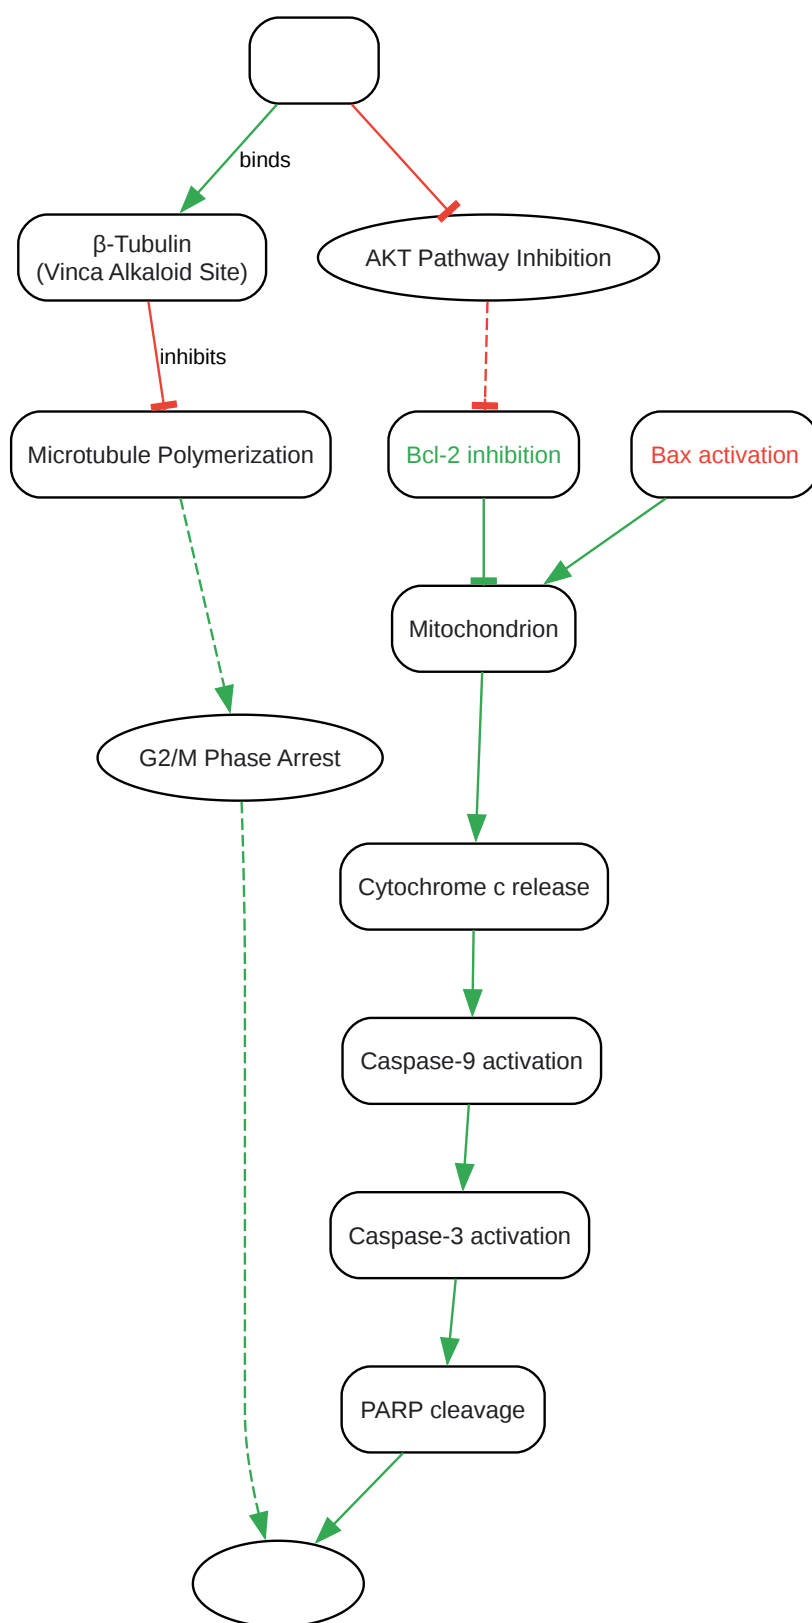 binds
β-Tubulin
(Vinca Alkaloid Site)
AKT Pathway Inhibition
inhibits
Microtubule Polymerization
Bcl-2 inhibition
Bax activation
Mitochondrion
G2/M Phase Arrest
Cytochrome c release
Caspase-9 activation
Caspase-3 activation
PARP cleavage